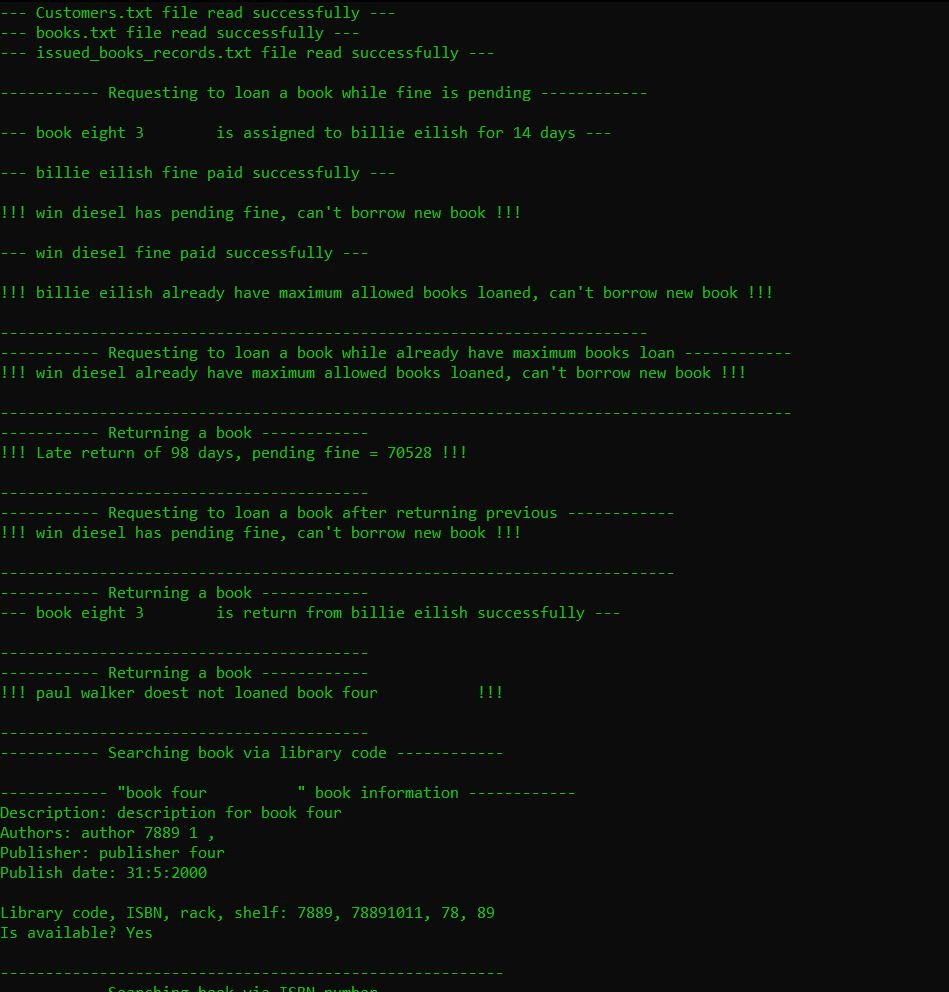 --- Customers.txt file read successfully ---
--- books.txt file read successfully ---
--- issued_books_records.txt file read successfully ---
----------- Requesting to loan a book while fine is pending ------------
--- book eight 3        is assigned to billie eilish for 14 days ---
--- billie eilish fine paid successfully ---
!!! win diesel has pending fine, can't borrow new book !!!
--- win diesel fine paid successfully ---
!!! billie eilish already have maximum allowed books loaned, can't borrow new book !!!
------------------------------------------------------------------------
----------- Requesting to loan a book while already have maximum books loan ------------
!!! win diesel already have maximum allowed books loaned, can't borrow new book !!!
----------------------------------------------------------------------------------------
----------- Returning a book ------------
!!! Late return of 98 days, pending fine = 70528 !!!
-----------------------------------------
----------- Requesting to loan a book after returning previous ------------
!!! win diesel has pending fine, can't borrow new book !!!
---------------------------------------------------------------------------
----------- Returning a book ------------
--- book eight 3        is return from billie eilish successfully ---
-----------------------------------------
----------- Returning a book ------------
!!! paul walker doest not loaned book four           !!!
-----------------------------------------
----------- Searching book via library code ------------
------------ "book four          " book information ------------
Description: description for book four
Authors: author 7889 1 ,
Publisher: publisher four
Publish date: 31:5:2000
Library code, ISBN, rack, shelf: 7889, 78891011, 78, 89
Is available? Yes
--------------------------------------------------------
----------- Searching book via ISBN number